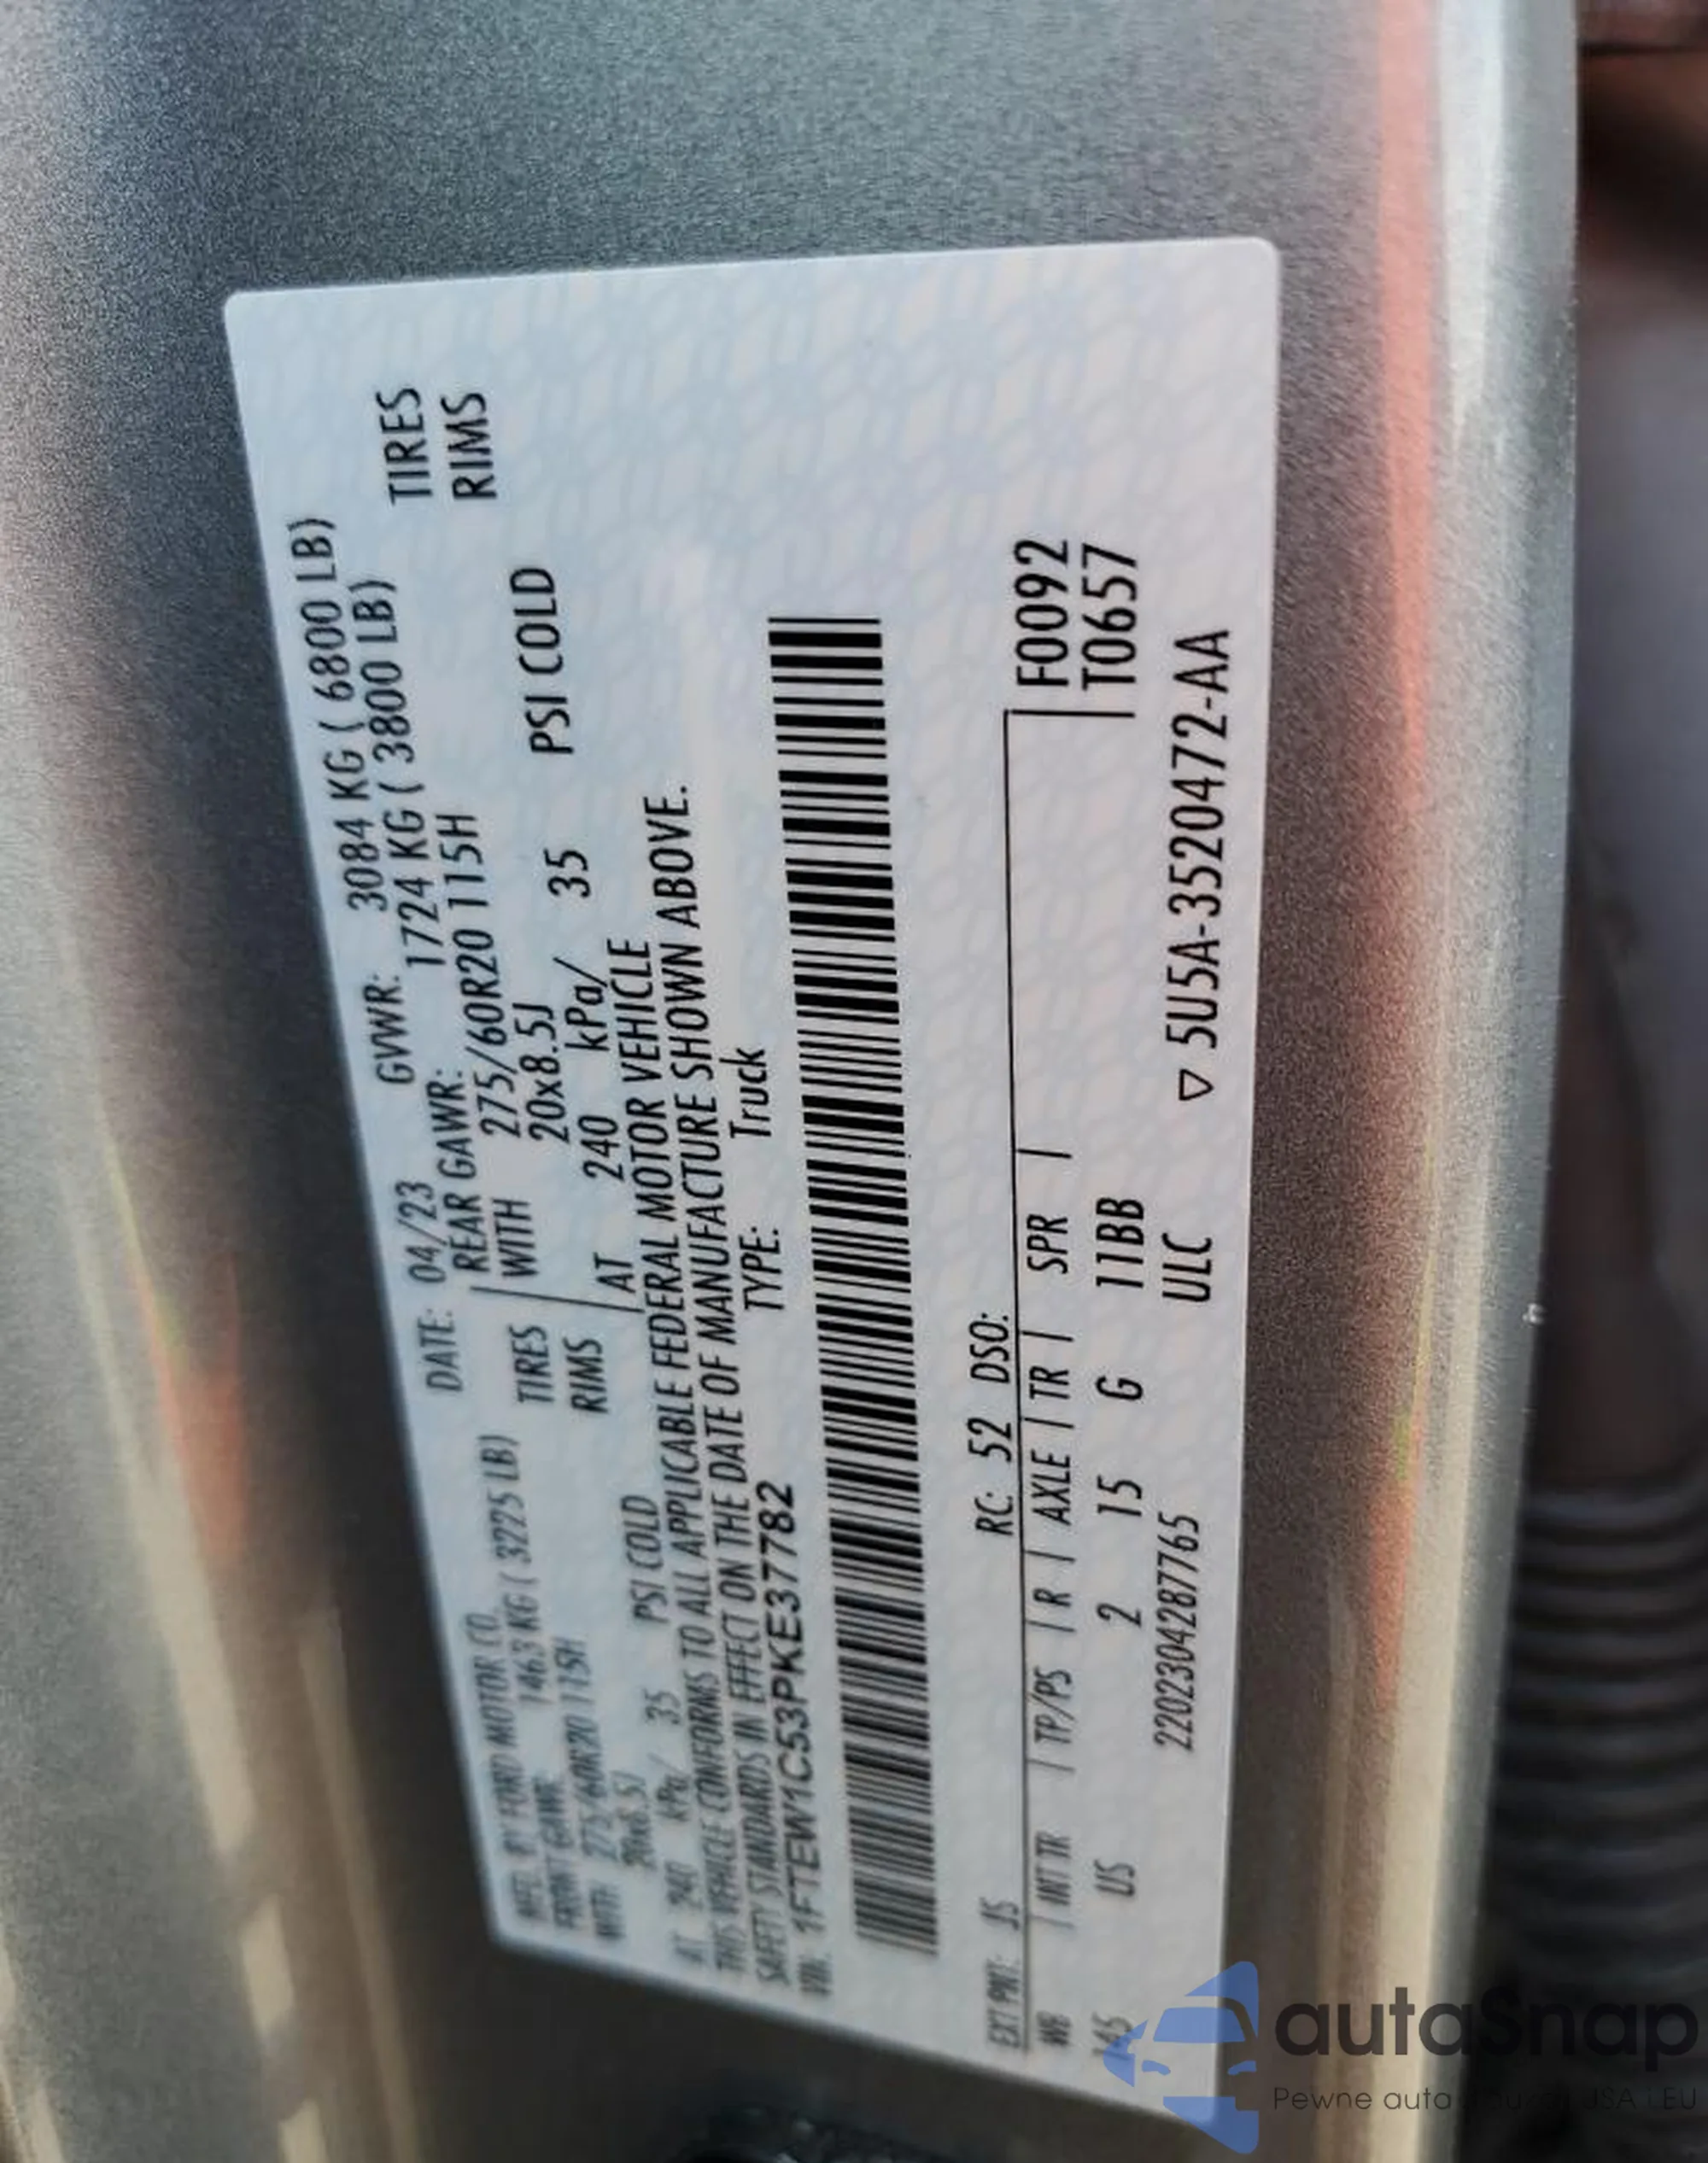 MFD. BY FORD MOTOR CO. DATE: 04/23 GVWR: 3084 KG ( 6800 LB)
FRONT GAWR: 1463 KG ( 3225 LB) REAR GAWR: 1724 KG ( 3800 LB)
WITH 275/60R20 115H TIRES WITH 275/60R20 115H TIRES
20x8.5J RIMS 20x8.5J RIMS
AT 240 kPa/ 35 PSI COLD AT 240 kPa/ 35 PSI COLD
THIS VEHICLE CONFORMS TO ALL APPLICABLE FEDERAL MOTOR VEHICLE
SAFETY STANDARDS IN EFFECT ON THE DATE OF MANUFACTURE SHOWN ABOVE.
VIN: 1FTEW1C53PKE37782 TYPE: Truck
EXT PNT: JS RC: 52 DSO:
WB | INT TR | TP/PS | R | AXLE | TR | SPR | F0092
145 US 2 15 G 11BB T0657
2202304287765 ULC ▽ 5U5A-3520472-AA
autaSnap
Pewne auta